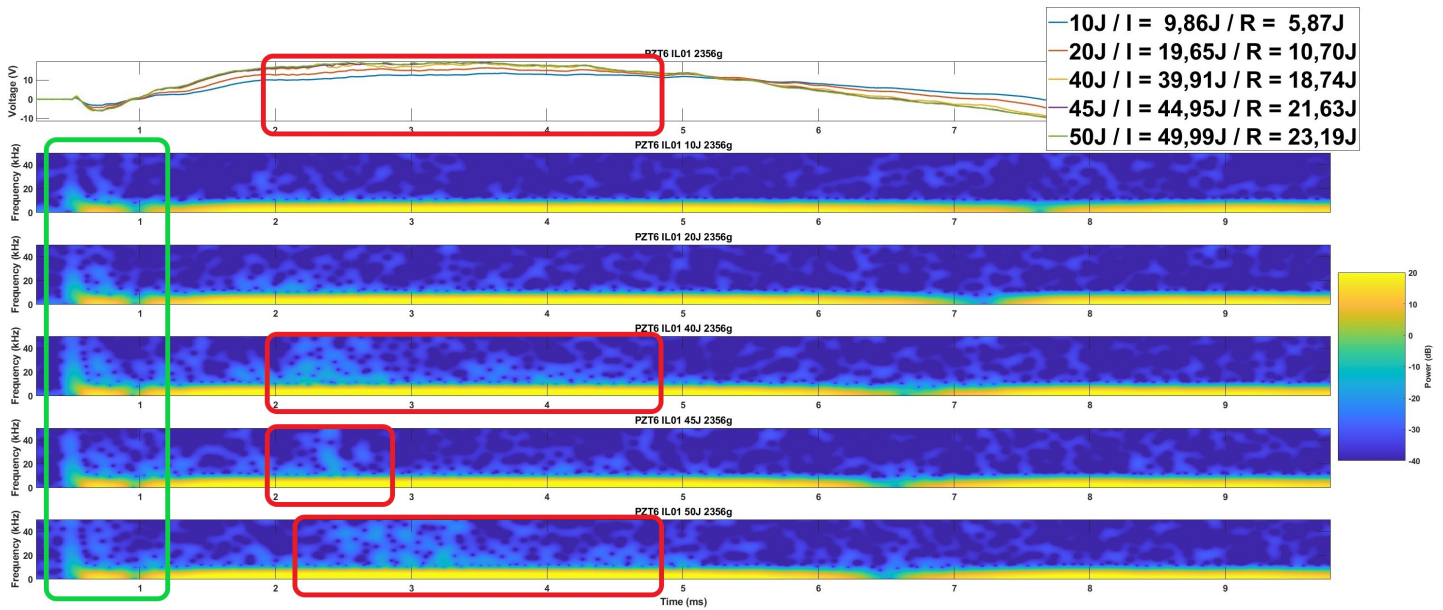 10J / I = 9,86J / R = 5,87J
20J / I = 19,65J / R = 10,70J
40J / I = 39,91J / R = 18,74J
45J / I = 44,95J / R = 21,63J
50J / I = 49,99J / R = 23,19J
PZT6 IL01 2356g
Voltage (V)
10
0
-10
1 2 3 4 5 6 7
PZT6 IL01 10J 2356g
Frequency (kHz)
40
20
0
1 2 3 4 5 6 7 8 9
PZT6 IL01 20J 2356g
Frequency (kHz)
40
20
0
1 2 3 4 5 6 7 8 9
PZT6 IL01 40J 2356g
Frequency (kHz)
40
20
0
1 2 3 4 5 6 7 8 9
PZT6 IL01 45J 2356g
Frequency (kHz)
40
20
0
1 2 3 4 5 6 7 8 9
PZT6 IL01 50J 2356g
Frequency (kHz)
40
20
0
1 2 3 4 5 6 7 8 9
Time (ms)
20
10
0
-10
-20
-30
-40
Power (dB)